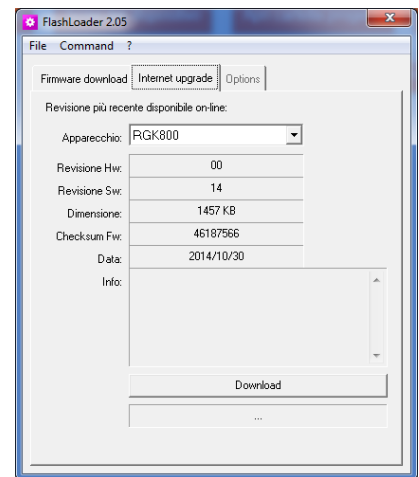 FlashLoader 2.05
File Command ?
Firmware download Internet upgrade Options
Revisione più recente disponibile on-line:
Apparecchio: RGK800
Revisione Hw: 00
Revisione Sw: 14
Dimensione: 1457 KB
Checksum Fw: 46187566
Data: 2014/10/30
Info:
Download
...